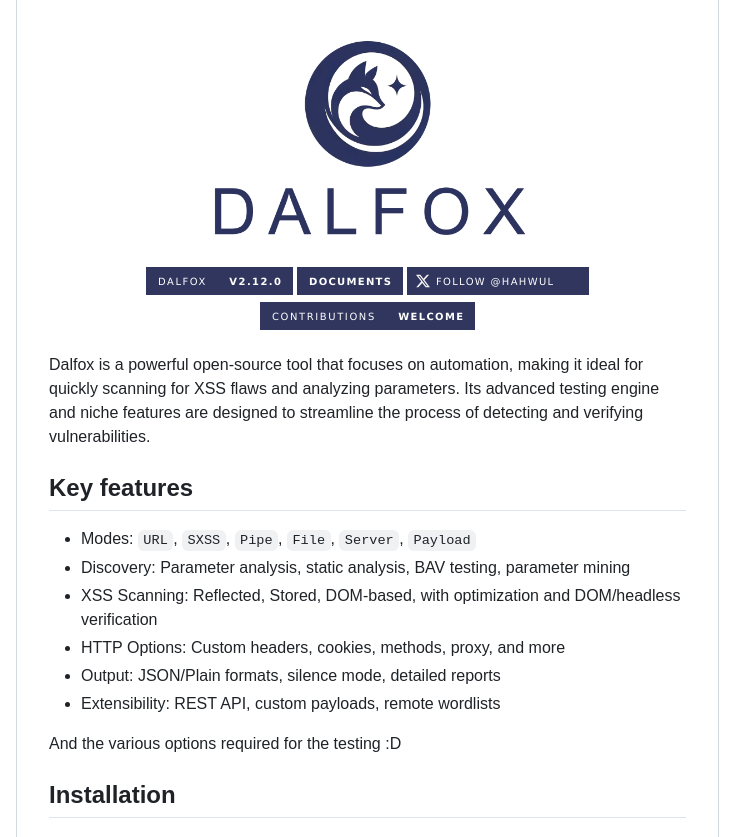 DALFOX
DALFOX V2.12.0 DOCUMENTS FOLLOW @HAHWUL
CONTRIBUTIONS WELCOME
Dalfox is a powerful open-source tool that focuses on automation, making it ideal for
quickly scanning for XSS flaws and analyzing parameters. Its advanced testing engine
and niche features are designed to streamline the process of detecting and verifying
vulnerabilities.
Key features
• Modes: URL, SXSS, Pipe, File, Server, Payload
• Discovery: Parameter analysis, static analysis, BAV testing, parameter mining
• XSS Scanning: Reflected, Stored, DOM-based, with optimization and DOM/headless
verification
• HTTP Options: Custom headers, cookies, methods, proxy, and more
• Output: JSON/Plain formats, silence mode, detailed reports
• Extensibility: REST API, custom payloads, remote wordlists
And the various options required for the testing :D
Installation